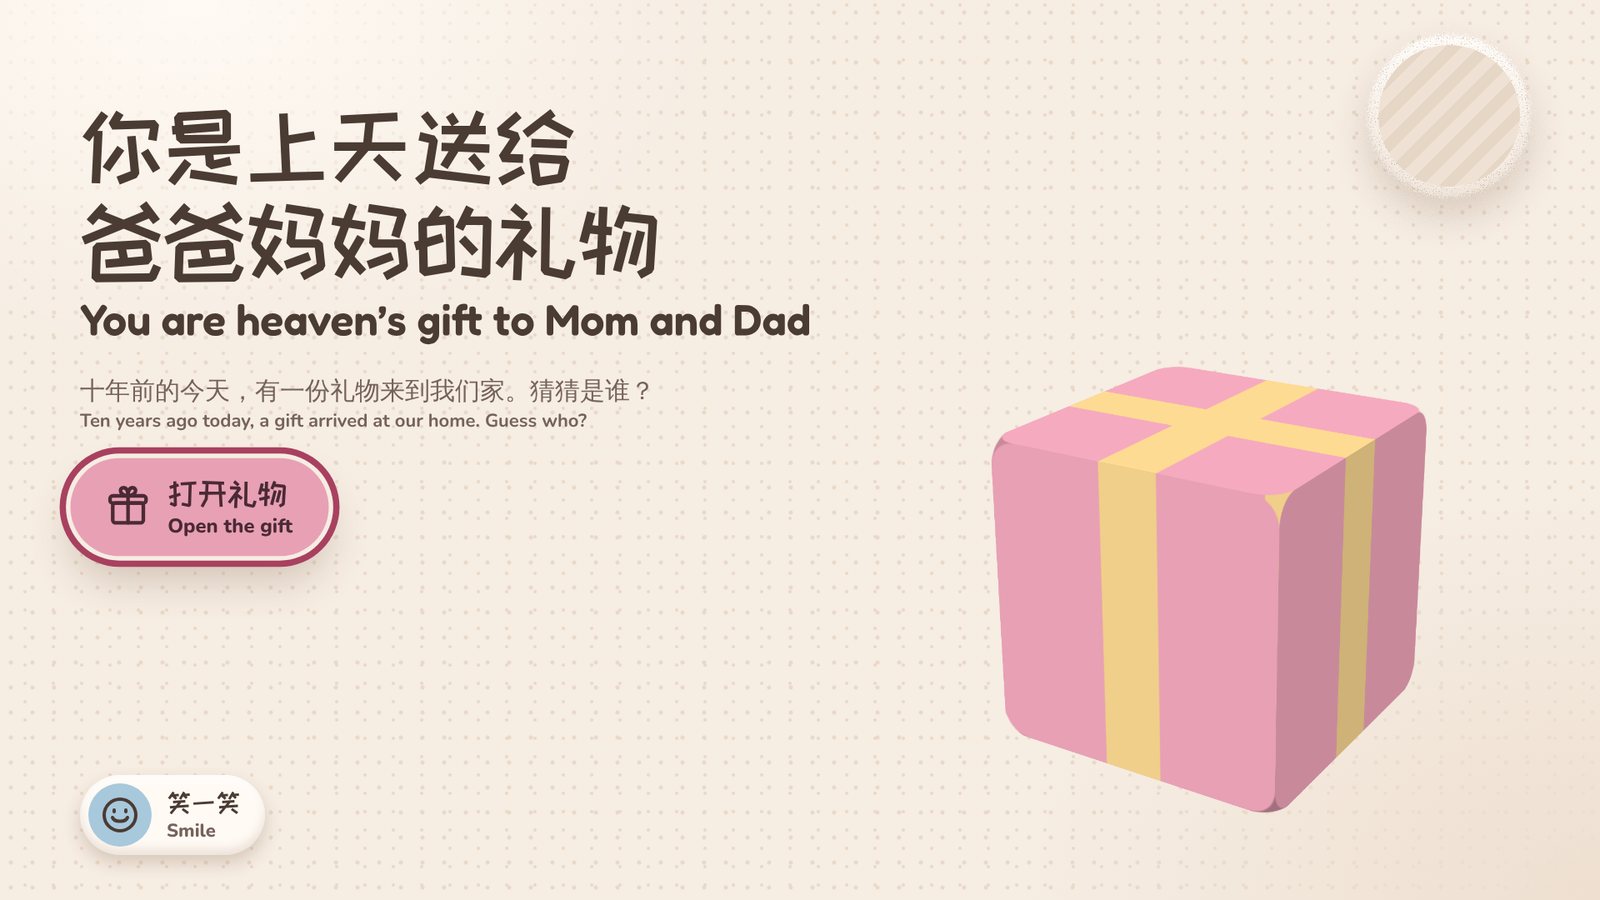 你是上天送给
爸爸妈妈的礼物
You are heaven’s gift to Mom and Dad
十年前的今天，有一份礼物来到我们家。猜猜是谁？
Ten years ago today, a gift arrived at our home. Guess who?
打开礼物
Open the gift
笑一笑
Smile